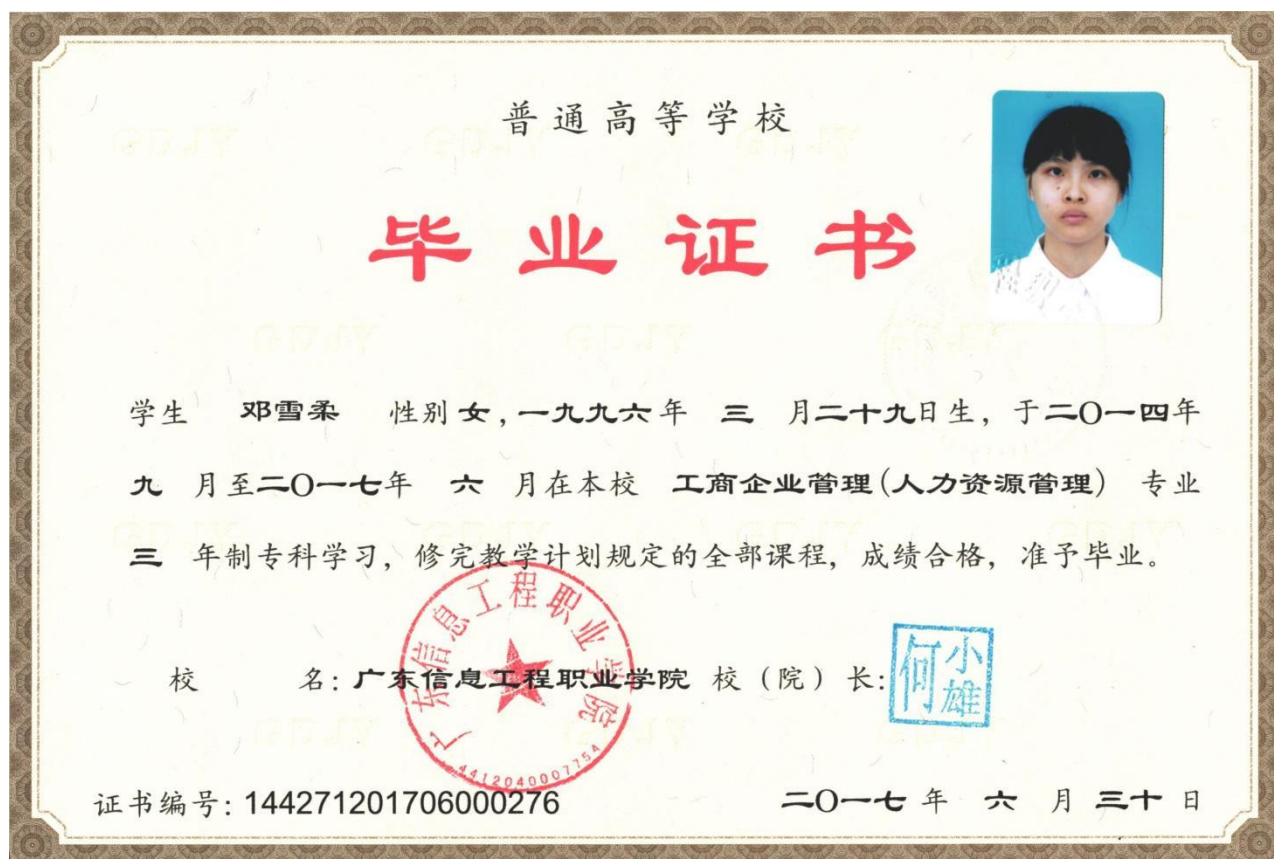 普通高等学校
毕业证书
学生 邓雪柔 性别 女，一九九六年 三 月二十九日生，于二〇一四年
九 月至二〇一七年 六 月在本校 工商企业管理(人力资源管理) 专业
三 年制专科学习，修完教学计划规定的全部课程，成绩合格，准予毕业。
广东信息工程职业学院
4412040007754
校 名：广东信息工程职业学院 校（院）长：
何小雄
证书编号：144271201706000276 二〇一七 年 六 月 三十 日